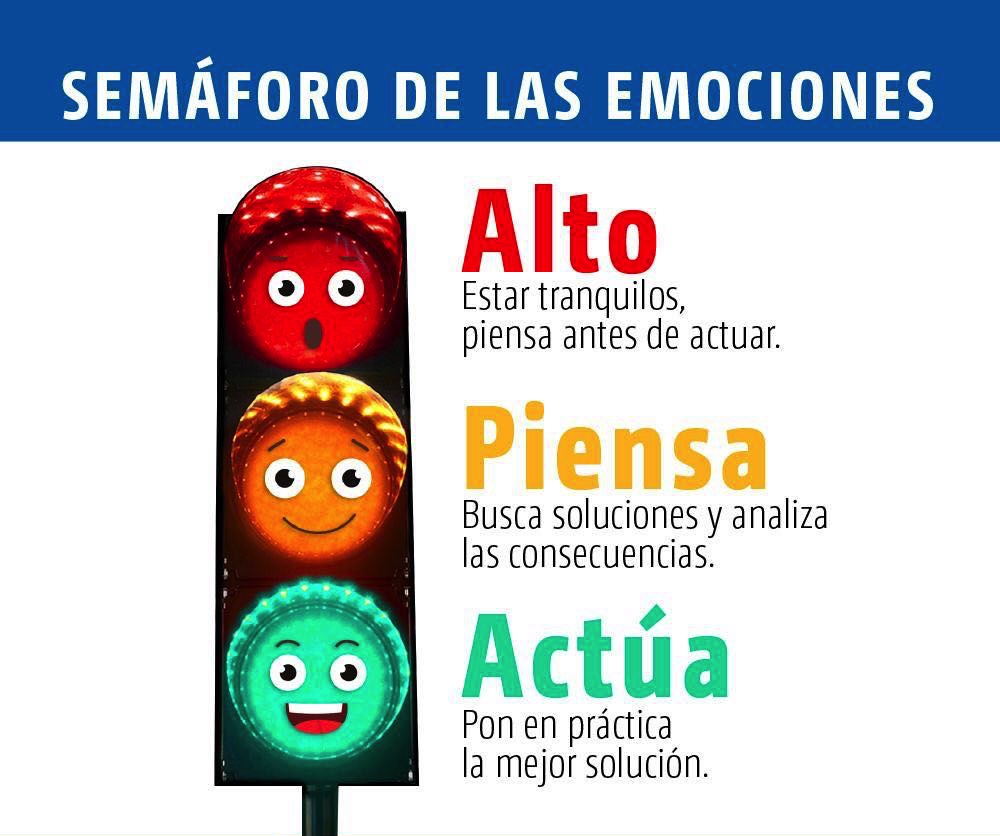 SEMÁFORO DE LAS EMOCIONES
Alto
Estar tranquilos,
piensa antes de actuar.
Piensa
Busca soluciones y analiza
las consecuencias.
Actúa
Pon en práctica
la mejor solución.